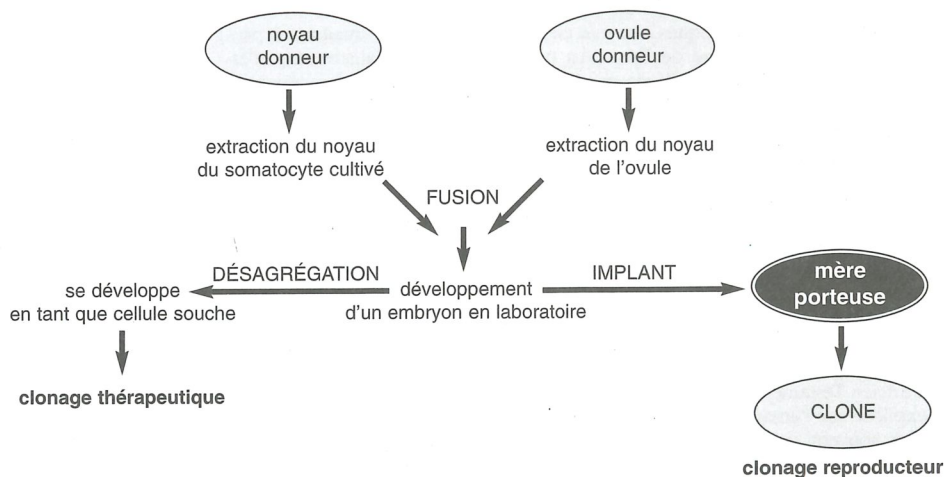 noyau
donneur
ovule
donneur
extraction du noyau
du somatocyte cultivé
extraction du noyau
de l'ovule
FUSION
DÉSAGRÉGATION
IMPLANT
se développe
en tant que cellule souche
développement
d'un embryon en laboratoire
mère
porteuse
clonage thérapeutique
CLONE
clonage reproducteur